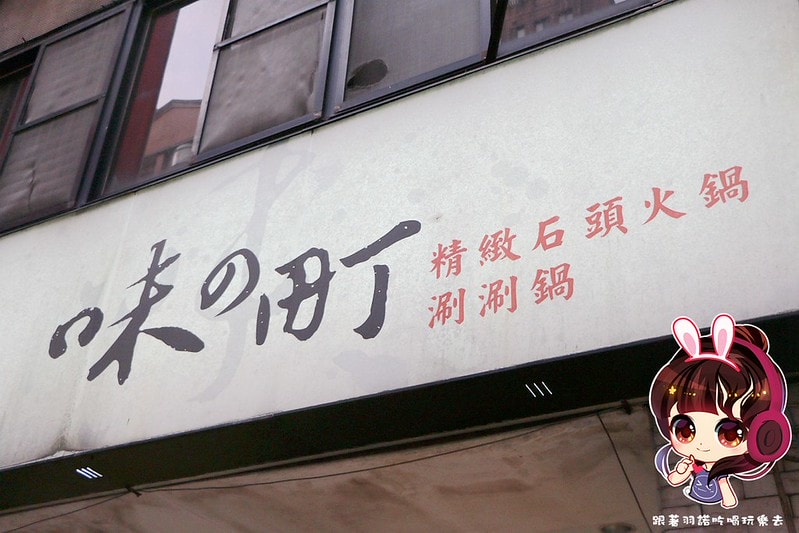 味の町
精緻石頭火鍋
涮涮鍋
跟著羽諾吃喝玩樂去